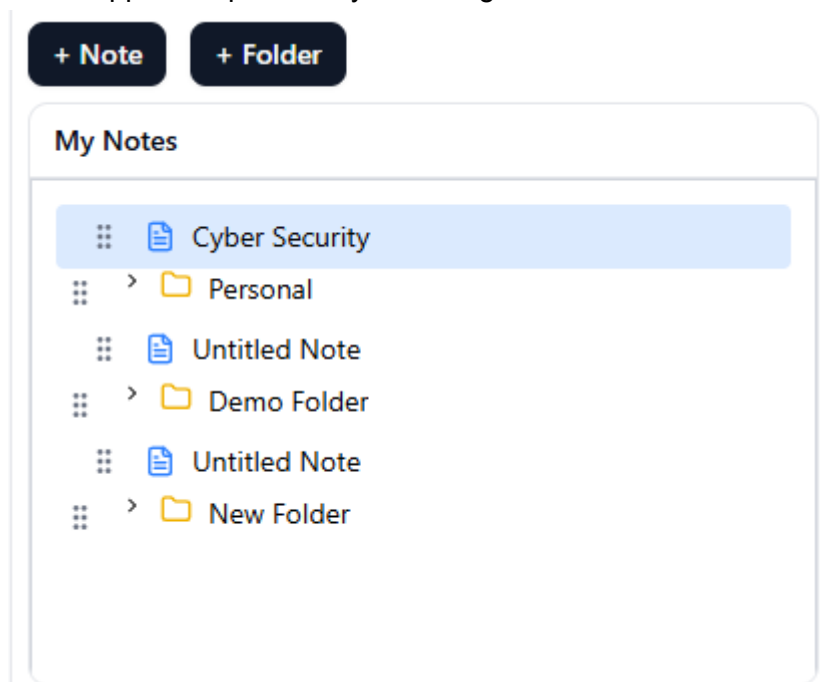 + Note + Folder
My Notes
Cyber Security
Personal
Untitled Note
Demo Folder
Untitled Note
New Folder